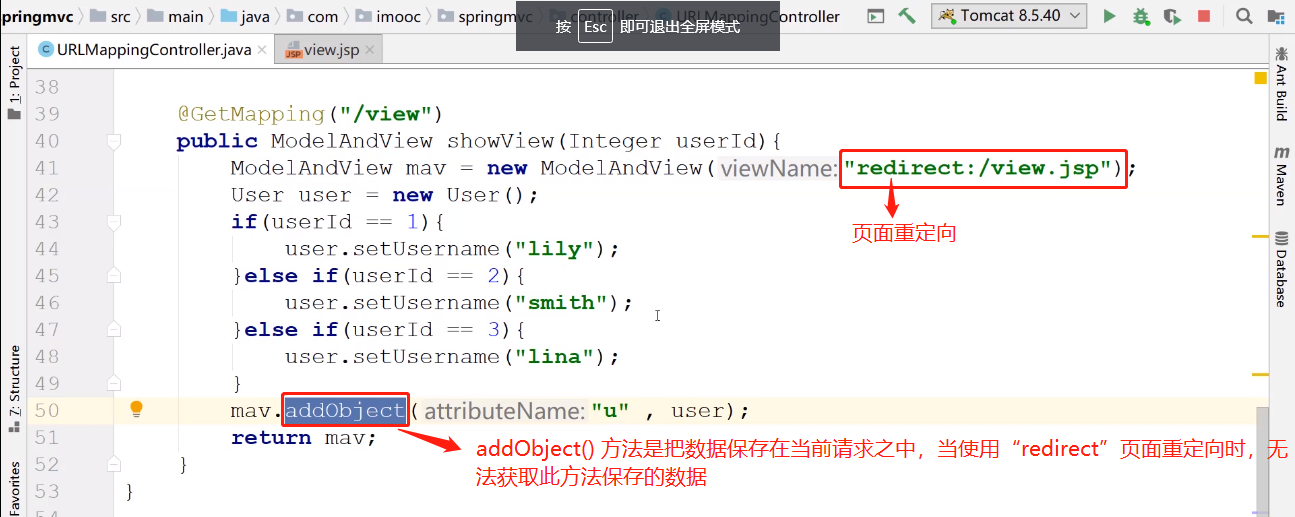 pringmvc src main java com imooc springmvc controller URLMappingController Tomcat 8.5.40
按 Esc 即可退出全屏模式
URLMappingController.java view.jsp
1: Project
7: Structure
Favorites
Ant Build
Maven
Database
38
39 @GetMapping("/view")
40 public ModelAndView showView(Integer userId){
41 ModelAndView mav = new ModelAndView( viewName: "redirect:/view.jsp");
42 User user = new User();
页面重定向
43 if(userId == 1){
44 user.setUsername("lily");
45 }else if(userId == 2){
46 user.setUsername("smith");
47 }else if(userId == 3){
48 user.setUsername("lina");
49 }
50 mav.addObject( attributeName: "u" , user);
51 return mav;
addObject() 方法是把数据保存在当前请求之中，当使用“redirect”页面重定向时，无
法获取此方法保存的数据
52 }
53 }